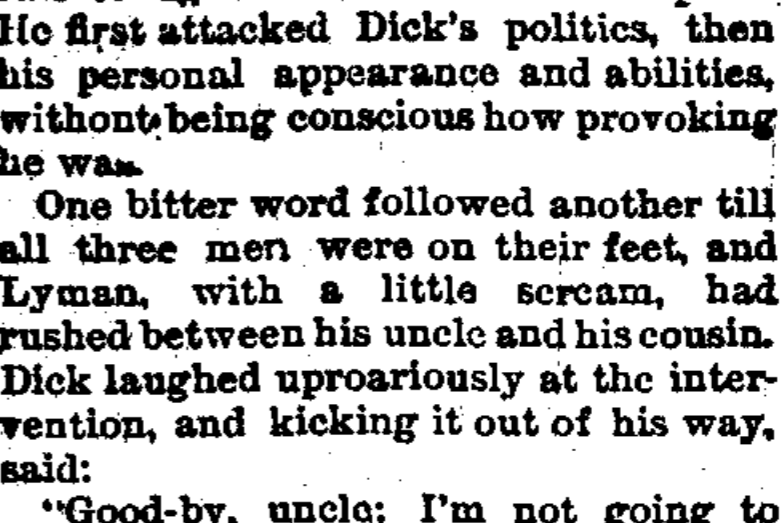 He first attacked Dick's politics, then
his personal appearance and abilities,
without being conscious how provoking
he was.
One bitter word followed another till
all three men were on their feet, and
Lyman, with a little scream, had
rushed between his uncle and his cousin.
Dick laughed uproariously at the inter-
vention, and kicking it out of his way,
said:
"Good-by, uncle; I'm not going to